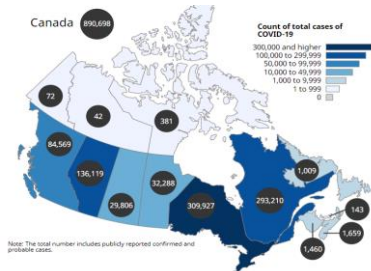 Canada 890,698
Count of total cases of
COVID-19
300,000 and higher
100,000 to 299,999
50,000 to 99,999
10,000 to 49,999
1,000 to 9,999
1 to 999
0
72
42
381
84,569
136,119
29,806
32,288
309,927
293,210
1,009
143
1,659
1,460
Note: The total number includes publicly reported confirmed and
probable cases.